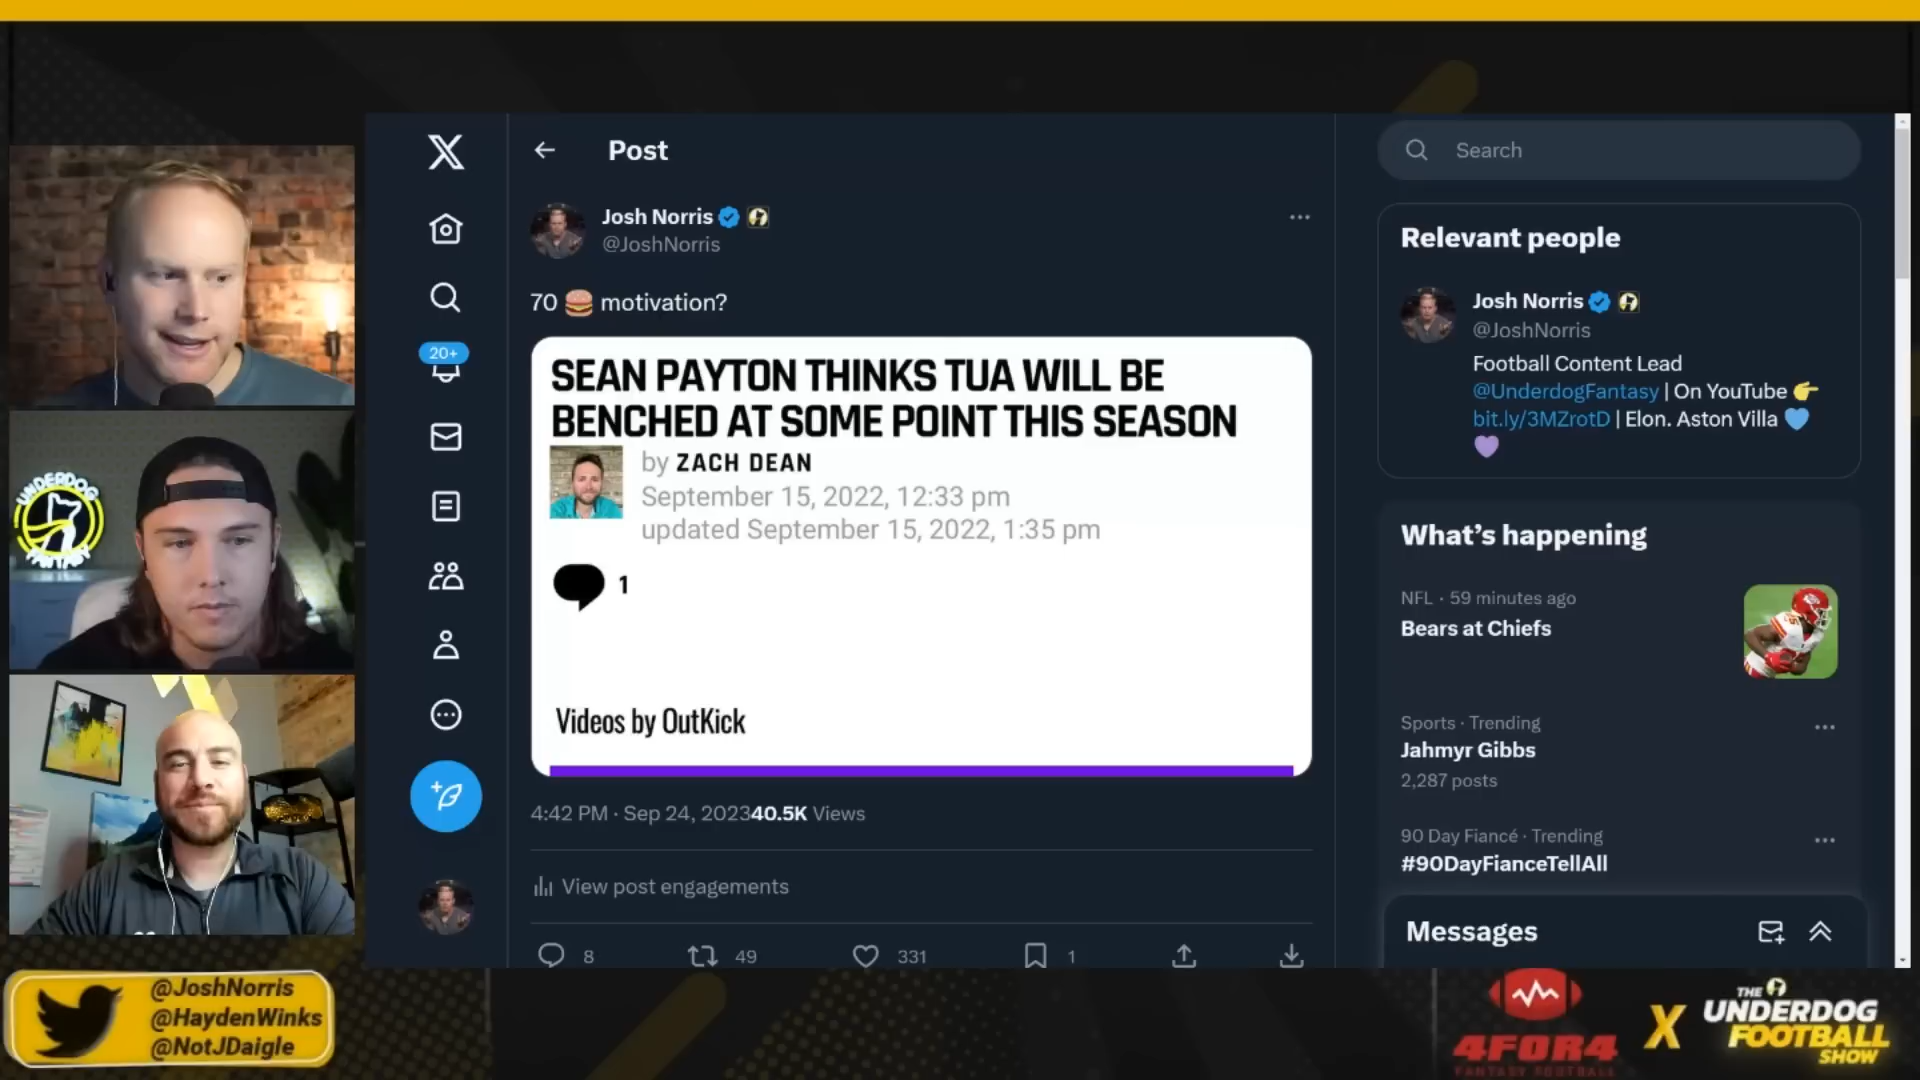 UNDERDOG
FANTASY
@JoshNorris
@HaydenWinks
@NotJDaigle
20+
Post
Josh Norris
@JoshNorris
70 🍔 motivation?
SEAN PAYTON THINKS TUA WILL BE
BENCHED AT SOME POINT THIS SEASON
by ZACH DEAN
September 15, 2022, 12:33 pm
updated September 15, 2022, 1:35 pm
1
Videos by OutKick
4:42 PM · Sep 24, 202340.5K Views
View post engagements
8 49 331 1
Search
Relevant people
Josh Norris
@JoshNorris
Football Content Lead
@UnderdogFantasy | On YouTube 👉
bit.ly/3MZrotD | Elon. Aston Villa 💙
💜
What's happening
NFL · 59 minutes ago
Bears at Chiefs
Sports · Trending
Jahmyr Gibbs
2,287 posts
90 Day Fiancé · Trending
#90DayFianceTellAll
Messages
4FOR4
FANTASY FOOTBALL
X
THE
UNDERDOG
FOOTBALL
SHOW